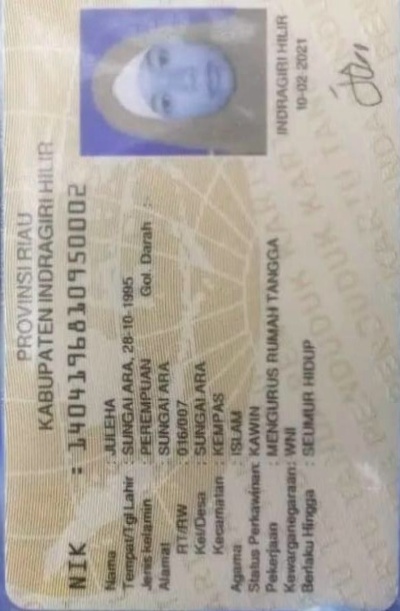 PROVINSI RIAU
KABUPATEN INDRAGIRI HILIR
NIK : 1404196810950002
Nama : JULEHA
Tempat/Tgl Lahir : SUNGAI ARA, 28-10-1995
Jenis kelamin : PEREMPUAN Gol. Darah : -
Alamat : SUNGAI ARA
RT/RW : 016/007
Kel/Desa : SUNGAI ARA
Kecamatan : KEMPAS
Agama : ISLAM
Status Perkawinan: KAWIN
Pekerjaan : MENGURUS RUMAH TANGGA
Kewarganegaraan: WNI
Berlaku Hingga : SEUMUR HIDUP
INDRAGIRI HILIR
10-02-2021